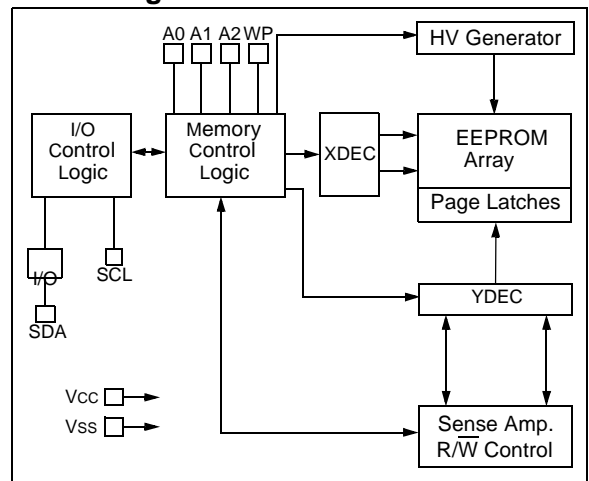 A0 A1 A2 WP
HV Generator
I/O
Control
Logic
Memory
Control
Logic
XDEC
EEPROM
Array
Page Latches
I/O
SCL
SDA
YDEC
Vcc
Vss
Sense Amp.
R/W̅ Control